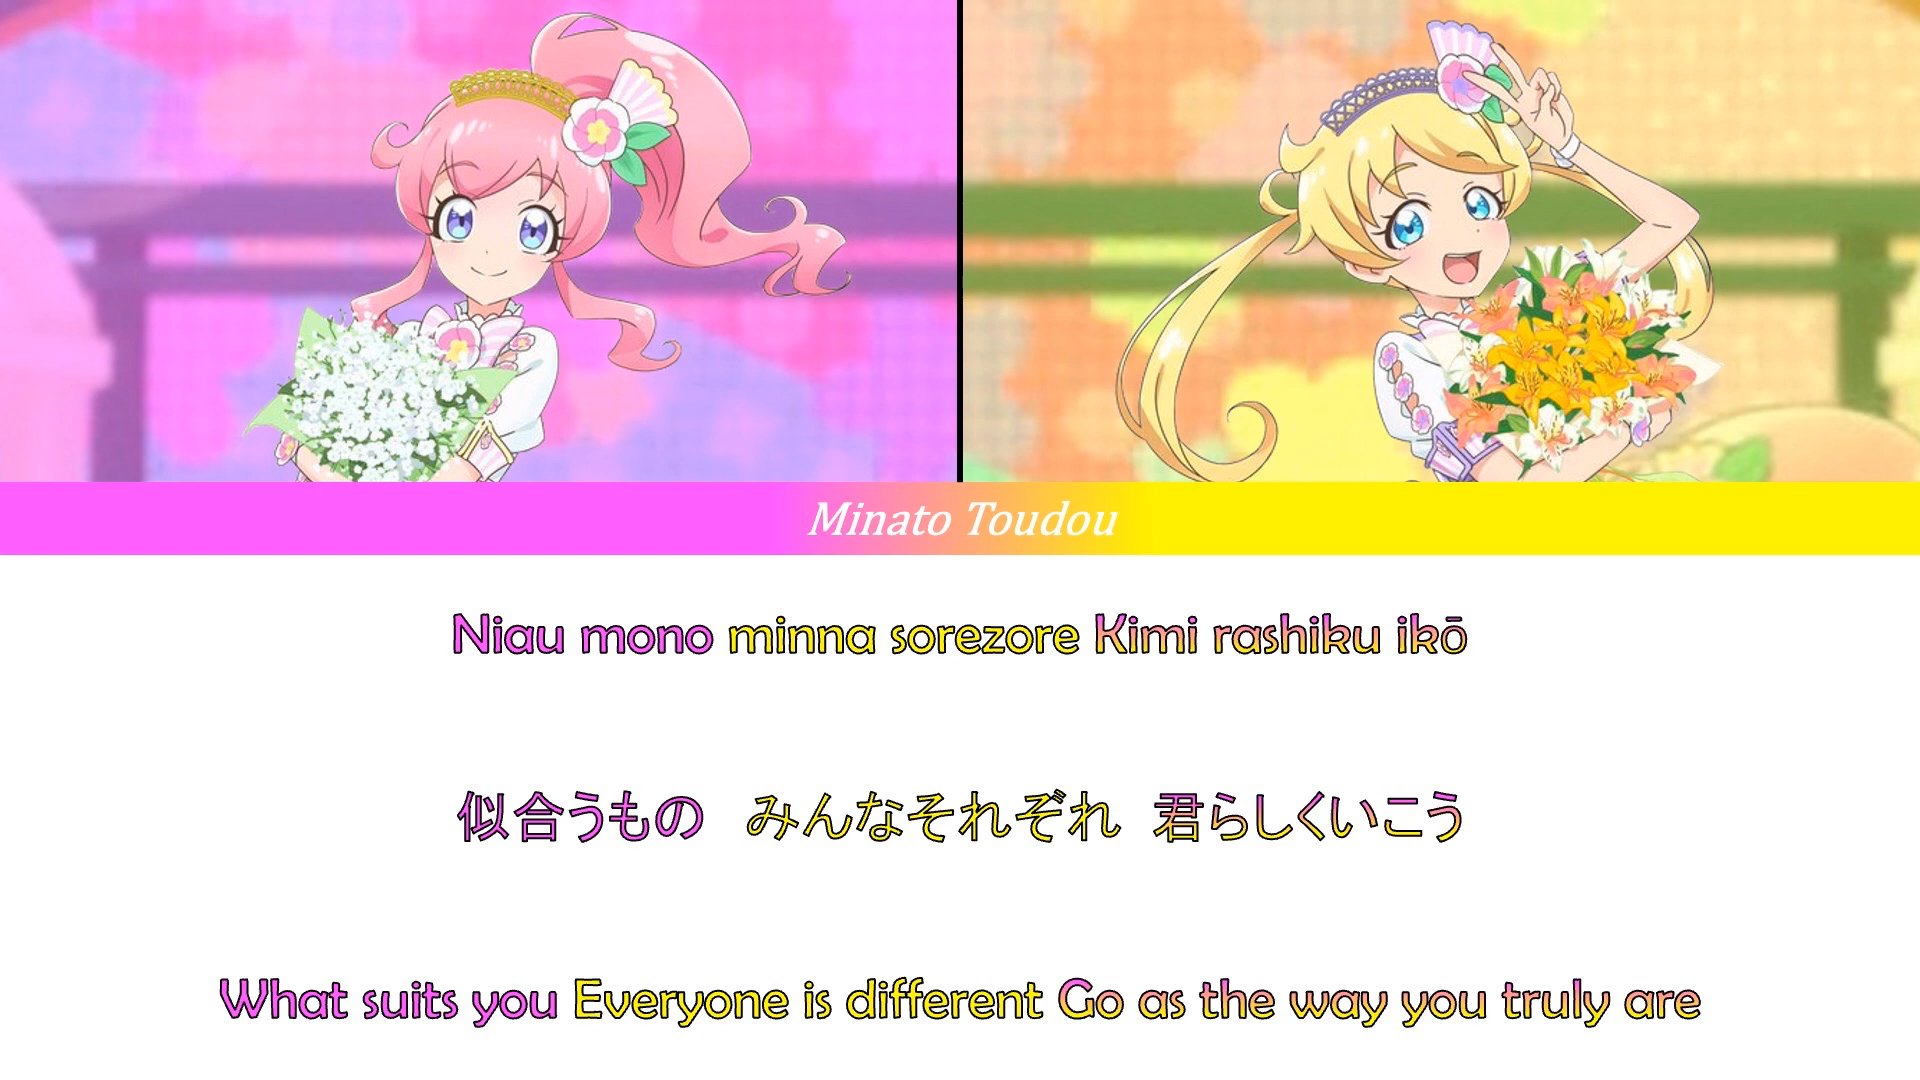 Minato Toudou
Niau mono minna sorezore Kimi rashiku ikō
似合うもの　みんなそれぞれ　君らしくいこう
What suits you Everyone is different Go as the way you truly are